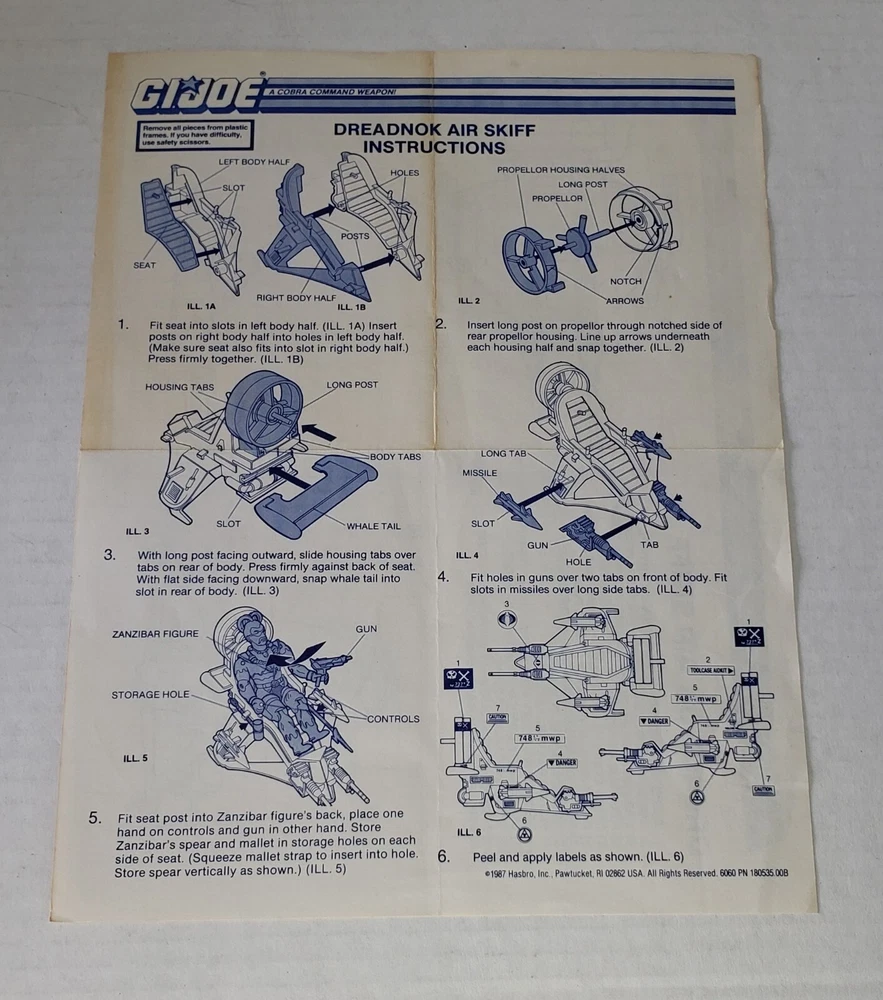 GI JOE®
A COBRA COMMAND WEAPON!
Remove all pieces from plastic
frames. If you have difficulty,
use safety scissors.
DREADNOK AIR SKIFF
INSTRUCTIONS
LEFT BODY HALF
SLOT
HOLES
POSTS
SEAT
RIGHT BODY HALF
ILL. 1A
ILL. 1B
1. Fit seat into slots in left body half. (ILL. 1A) Insert
posts on right body half into holes in left body half.
(Make sure seat also fits into slot in right body half.)
Press firmly together. (ILL. 1B)
PROPELLOR HOUSING HALVES
LONG POST
PROPELLOR
NOTCH
ARROWS
ILL. 2
2. Insert long post on propellor through notched side of
rear propellor housing. Line up arrows underneath
each housing half and snap together. (ILL. 2)
HOUSING TABS
LONG POST
BODY TABS
SLOT
WHALE TAIL
ILL. 3
3. With long post facing outward, slide housing tabs over
tabs on rear of body. Press firmly against back of seat.
With flat side facing downward, snap whale tail into
slot in rear of body. (ILL. 3)
LONG TAB
MISSILE
SLOT
GUN
HOLE
TAB
ILL. 4
4. Fit holes in guns over two tabs on front of body. Fit
slots in missiles over long side tabs. (ILL. 4)
ZANZIBAR FIGURE
GUN
STORAGE HOLE
CONTROLS
ILL. 5
5. Fit seat post into Zanzibar figure's back, place one
hand on controls and gun in other hand. Store
Zanzibar's spear and mallet in storage holes on each
side of seat. (Squeeze mallet strap to insert into hole.
Store spear vertically as shown.) (ILL. 5)
3
1
2
1
5
7
4
5
DANGER
CAUTION
748 mwp
4
DANGER
748 mwp
6
7
CAUTION
6
ILL. 6
6. Peel and apply labels as shown. (ILL. 6)
©1987 Hasbro, Inc., Pawtucket, RI 02862 USA. All Rights Reserved. 6060 PN 180535.00B